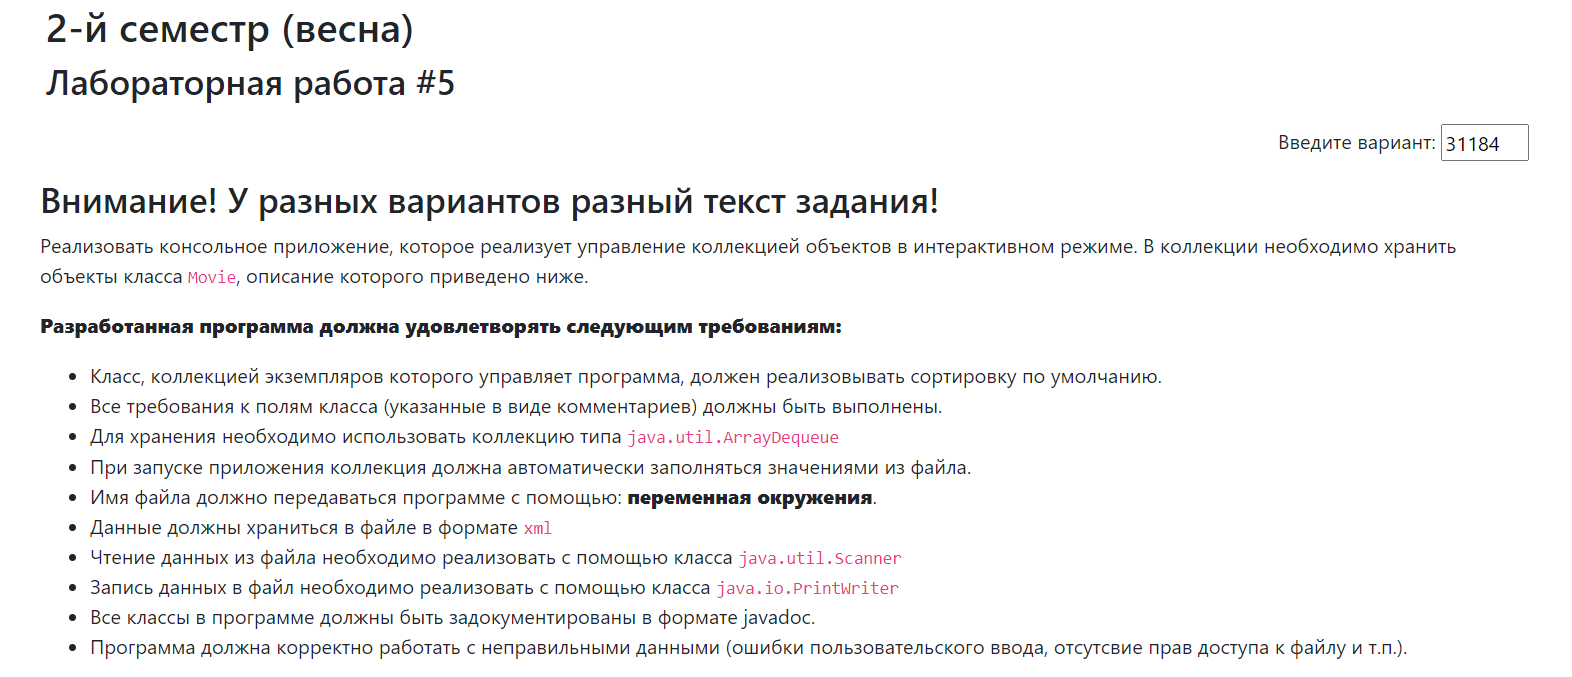 2-й семестр (весна)
Лабораторная работа #5
Введите вариант: 31184
Внимание! У разных вариантов разный текст задания!
Реализовать консольное приложение, которое реализует управление коллекцией объектов в интерактивном режиме. В коллекции необходимо хранить
объекты класса Movie, описание которого приведено ниже.
Разработанная программа должна удовлетворять следующим требованиям:
• Класс, коллекцией экземпляров которого управляет программа, должен реализовывать сортировку по умолчанию.
• Все требования к полям класса (указанные в виде комментариев) должны быть выполнены.
• Для хранения необходимо использовать коллекцию типа java.util.ArrayDequeue
• При запуске приложения коллекция должна автоматически заполняться значениями из файла.
• Имя файла должно передаваться программе с помощью: переменная окружения.
• Данные должны храниться в файле в формате xml
• Чтение данных из файла необходимо реализовать с помощью класса java.util.Scanner
• Запись данных в файл необходимо реализовать с помощью класса java.io.PrintWriter
• Все классы в программе должны быть задокументированы в формате javadoc.
• Программа должна корректно работать с неправильными данными (ошибки пользовательского ввода, отсутсвие прав доступа к файлу и т.п.).